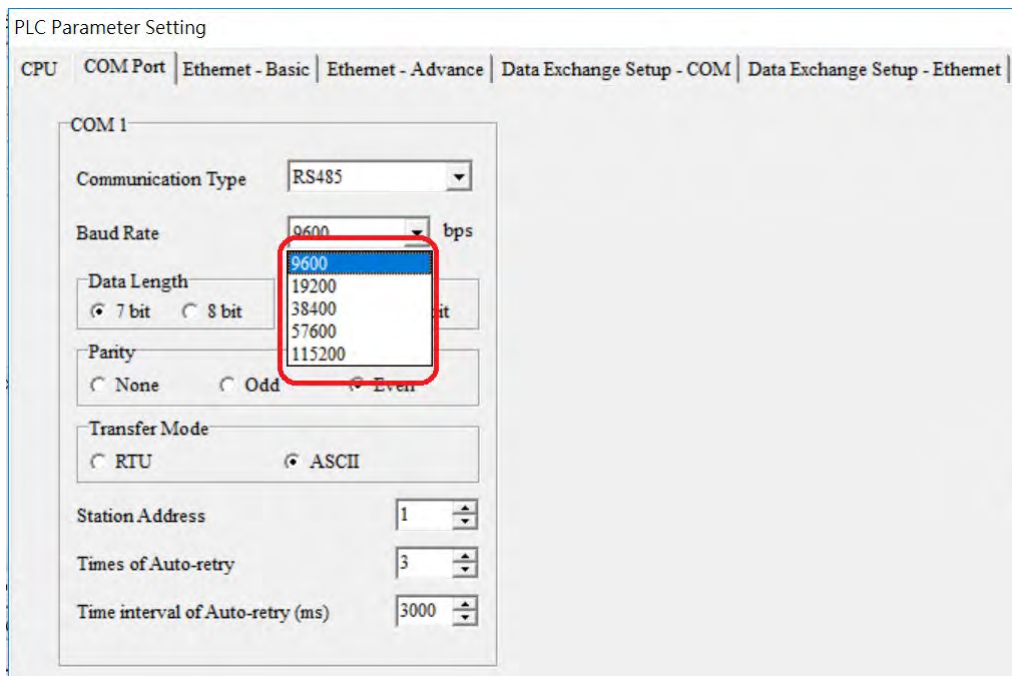 PLC Parameter Setting
CPU COM Port Ethernet - Basic Ethernet - Advance Data Exchange Setup - COM Data Exchange Setup - Ethernet
COM 1
Communication Type RS485
Baud Rate 9600 bps
9600
19200
38400
57600
115200
Data Length
7 bit 8 bit
Parity
None Odd Even
Transfer Mode
RTU ASCII
Station Address 1
Times of Auto-retry 3
Time interval of Auto-retry (ms) 3000